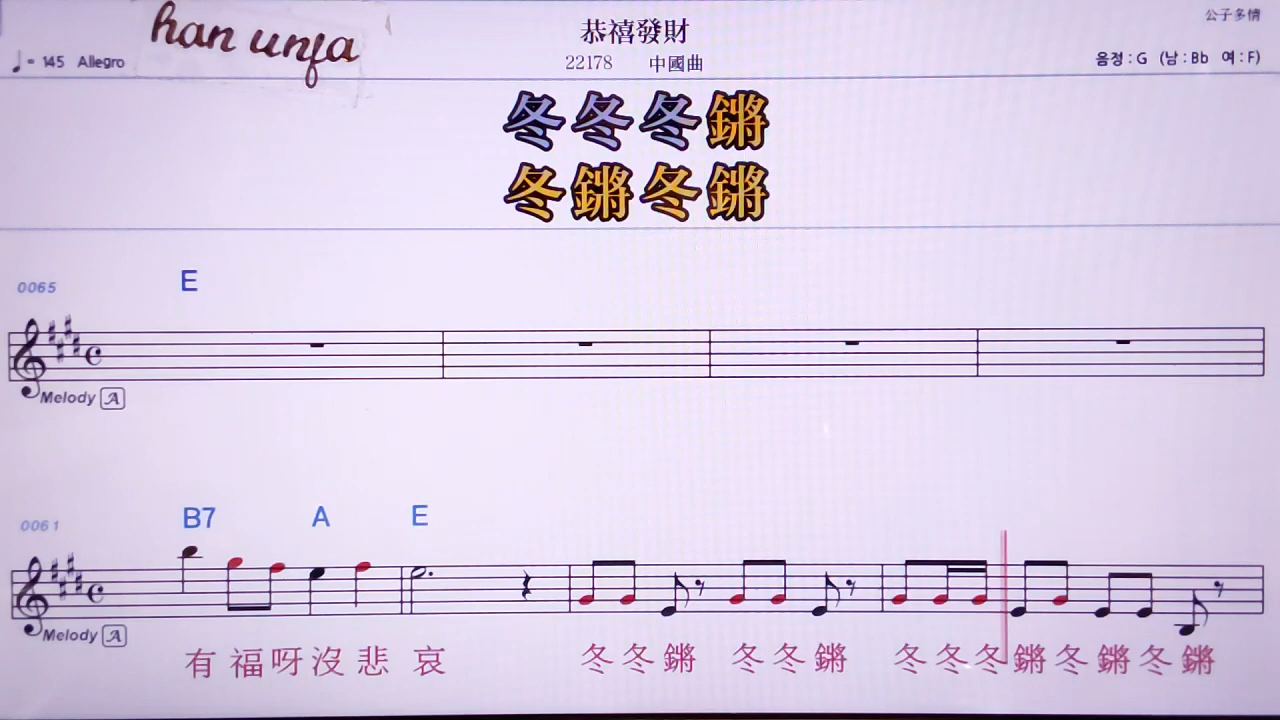 han unfa
恭禧發財
公子多情
♩= 145 Allegro
22178 中國曲
음정 : G (남 : Bb 여 : F)
冬冬冬鏘
冬鏘冬鏘
0065
E
Melody A
0061
B7 A E
Melody A
有福呀沒悲 哀 冬冬鏘 冬冬鏘 冬冬冬鏘冬鏘冬鏘